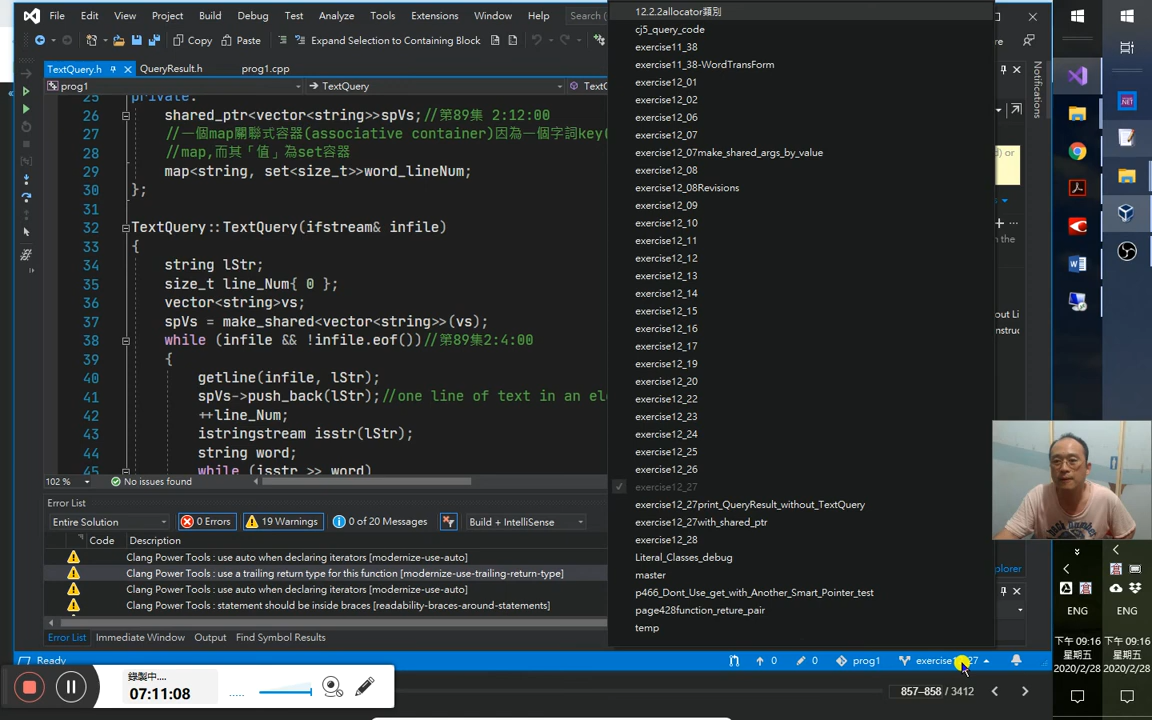 File Edit View Project Build Debug Test Analyze Tools Extensions Window Help Search (
Copy Paste Expand Selection to Containing Block
TextQuery.h QueryResult.h prog1.cpp
prog1 TextQuery
25 private:
26 shared_ptr<vector<string>>spVs;//第89集 2:12:00
27 //一個map關聯式容器(associative container)因為一個字詞key(
28 //map,而其「值」為set容器
29 map<string, set<size_t>>word_lineNum;
30 };
31
32 TextQuery::TextQuery(ifstream& infile)
33 {
34 string lStr;
35 size_t line_Num{ 0 };
36 vector<string>vs;
37 spVs = make_shared<vector<string>>(vs);
38 while (infile && !infile.eof())//第89集2:4:00
39 {
40 getline(infile, lStr);
41 spVs->push_back(lStr);//one line of text in an el
42 ++line_Num;
43 istringstream isstr(lStr);
44 string word;
45 while (isstr >> word)
102 % No issues found
Error List
Entire Solution 0 Errors 19 Warnings 0 of 20 Messages Build + IntelliSense
Code Description
Clang Power Tools : use auto when declaring iterators [modernize-use-auto]
Clang Power Tools : use a trailing return type for this function [modernize-use-trailing-return-type]
Clang Power Tools : use auto when declaring iterators [modernize-use-auto]
Clang Power Tools : statement should be inside braces [readability-braces-around-statements]
Error List Immediate Window Output Find Symbol Results
Ready 0 0 prog1 exercise12_27
12.2.2allocator類別
cj5_query_code
exercise11_38
exercise11_38-WordTransForm
exercise12_01
exercise12_02
exercise12_06
exercise12_07
exercise12_07make_shared_args_by_value
exercise12_08
exercise12_08Revisions
exercise12_09
exercise12_10
exercise12_11
exercise12_12
exercise12_13
exercise12_14
exercise12_15
exercise12_16
exercise12_17
exercise12_19
exercise12_20
exercise12_22
exercise12_23
exercise12_24
exercise12_25
exercise12_26
exercise12_27
exercise12_27print_QueryResult_without_TextQuery
exercise12_27with_shared_ptr
exercise12_28
Literal_Classes_debug
master
p466_Dont_Use_get_with_Another_Smart_Pointer_test
page428function_reture_pair
temp
Notifications
錄製中...
07:11:08
857–858 / 3412
ENG ENG
下午 09:16 下午 09:16
星期五 星期五
2020/2/28 2020/2/28